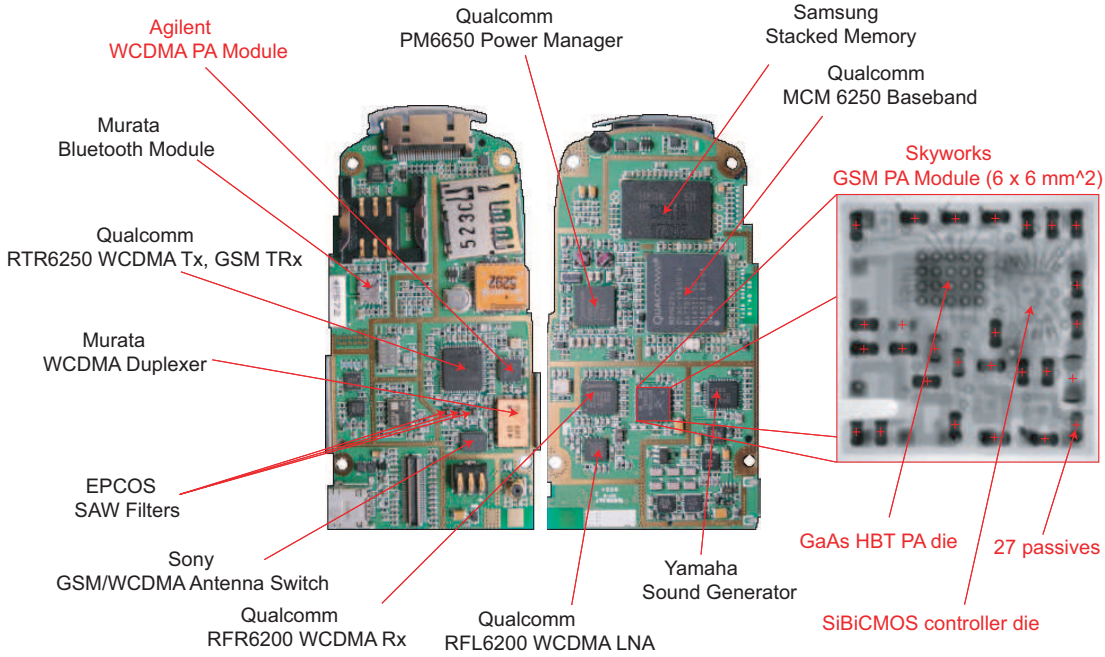 Agilent
WCDMA PA Module
Qualcomm
PM6650 Power Manager
Samsung
Stacked Memory
Qualcomm
MCM 6250 Baseband
Murata
Bluetooth Module
Skyworks
GSM PA Module (6 x 6 mm^2)
Qualcomm
RTR6250 WCDMA Tx, GSM TRx
Murata
WCDMA Duplexer
EPCOS
SAW Filters
Sony
GSM/WCDMA Antenna Switch
Qualcomm
RFR6200 WCDMA Rx
Qualcomm
RFL6200 WCDMA LNA
Yamaha
Sound Generator
GaAs HBT PA die
27 passives
SiBiCMOS controller die
523C
5292
QUALCOMM